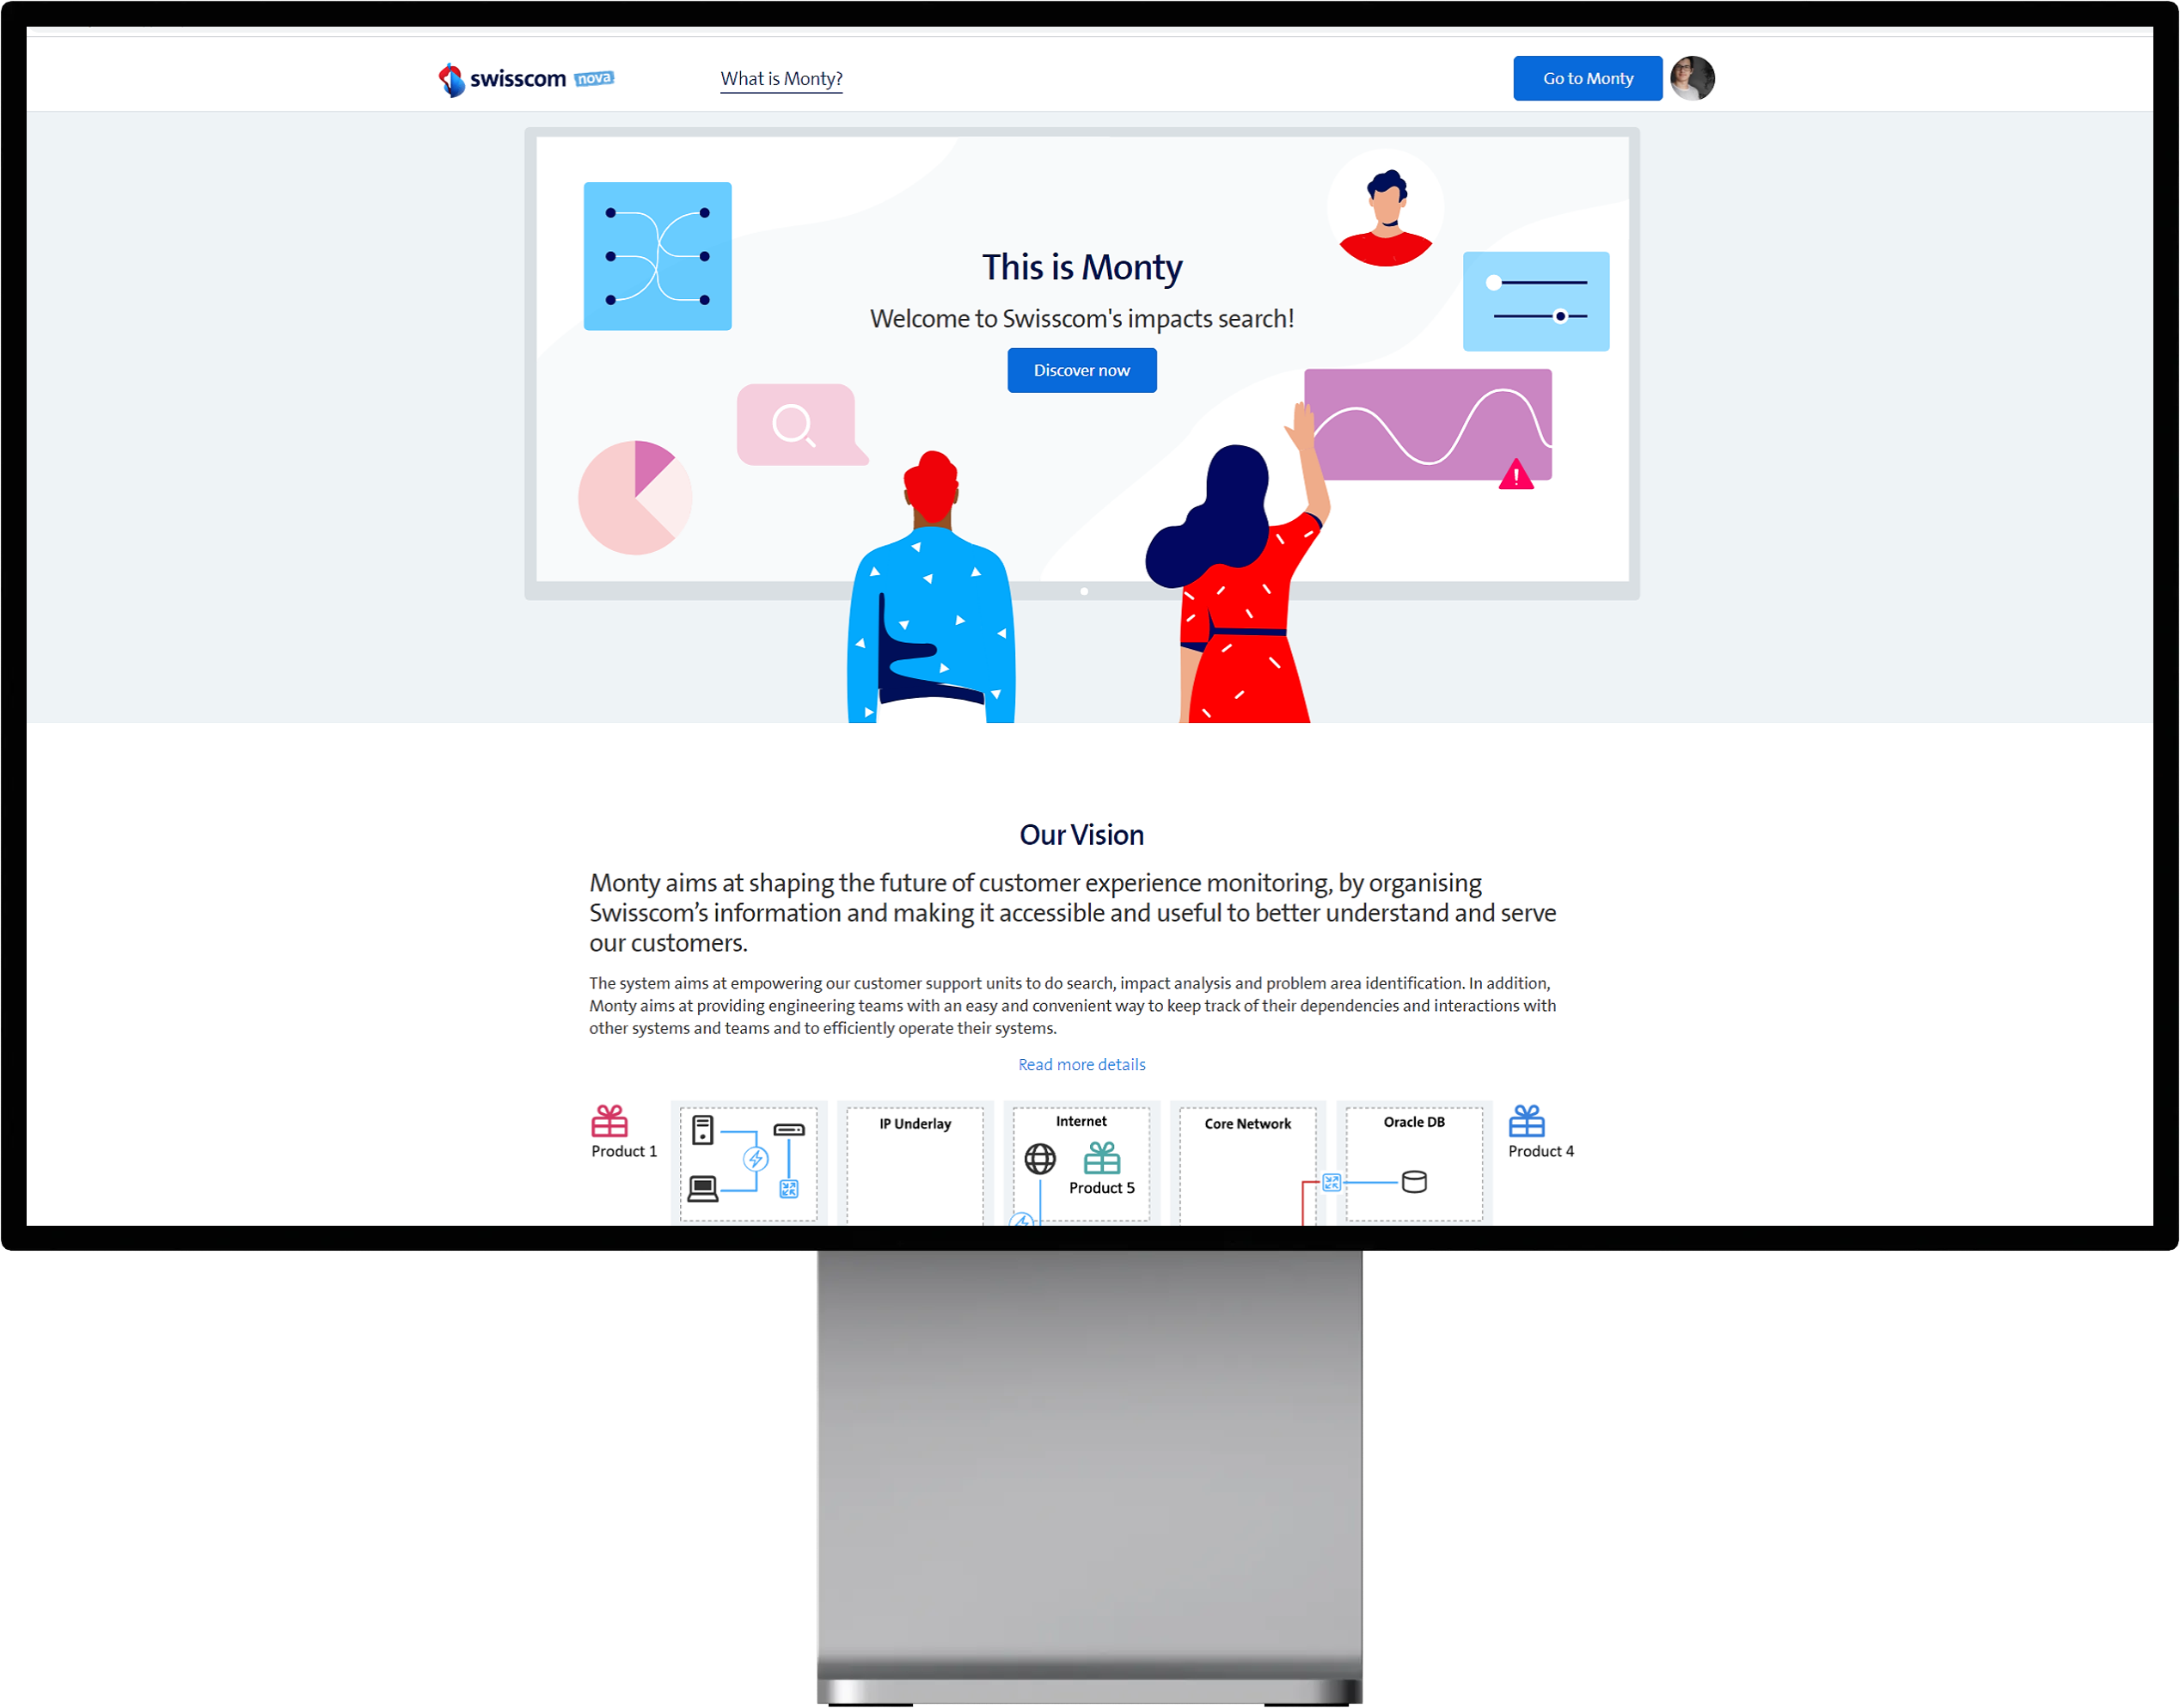 swisscom nova
What is Monty?
Go to Monty
This is Monty
Welcome to Swisscom's impacts search!
Discover now
Our Vision
Monty aims at shaping the future of customer experience monitoring, by organising
Swisscom’s information and making it accessible and useful to better understand and serve
our customers.
The system aims at empowering our customer support units to do search, impact analysis and problem area identification. In addition,
Monty aims at providing engineering teams with an easy and convenient way to keep track of their dependencies and interactions with
other systems and teams and to efficiently operate their systems.
Read more details
Product 1
IP Underlay
Internet
Product 5
Core Network
Oracle DB
Product 4